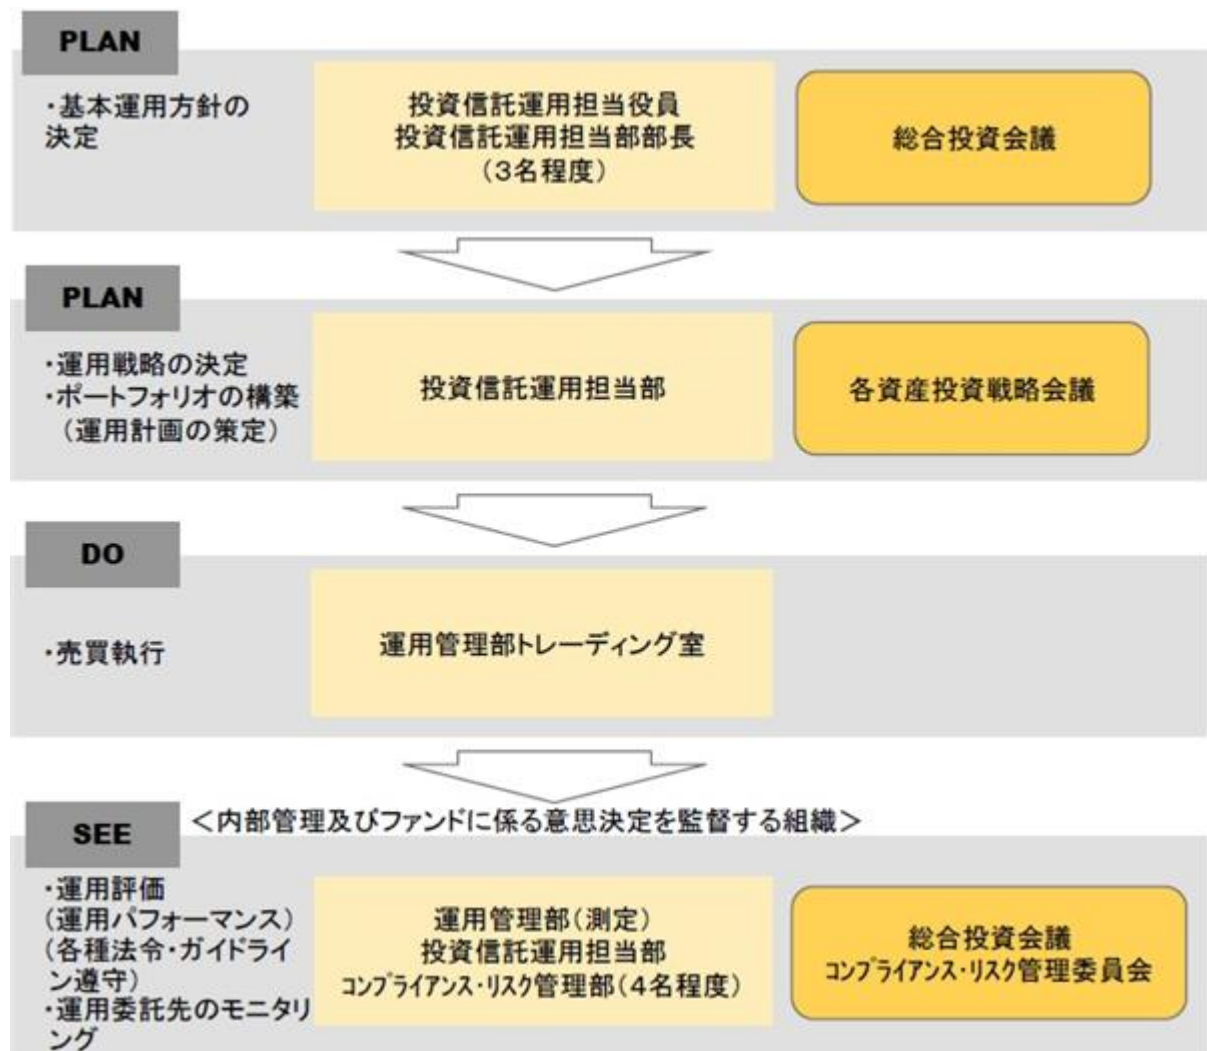 PLAN
・基本運用方針の
決定
投資信託運用担当役員
投資信託運用担当部部長
(3名程度)
総合投資会議
PLAN
・運用戦略の決定
・ポートフォリオの構築
(運用計画の策定)
投資信託運用担当部
各資産投資戦略会議
DO
・売買執行
運用管理部トレーディング室
SEE
＜内部管理及びファンドに係る意思決定を監督する組織＞
・運用評価
(運用パフォーマンス)
(各種法令・ガイドライ
ン遵守)
・運用委託先のモニタリ
ング
運用管理部(測定)
投資信託運用担当部
ｺﾝﾌﾟﾗｲｱﾝｽ・ﾘｽｸ管理部(4名程度)
総合投資会議
ｺﾝﾌﾟﾗｲｱﾝｽ・ﾘｽｸ管理委員会